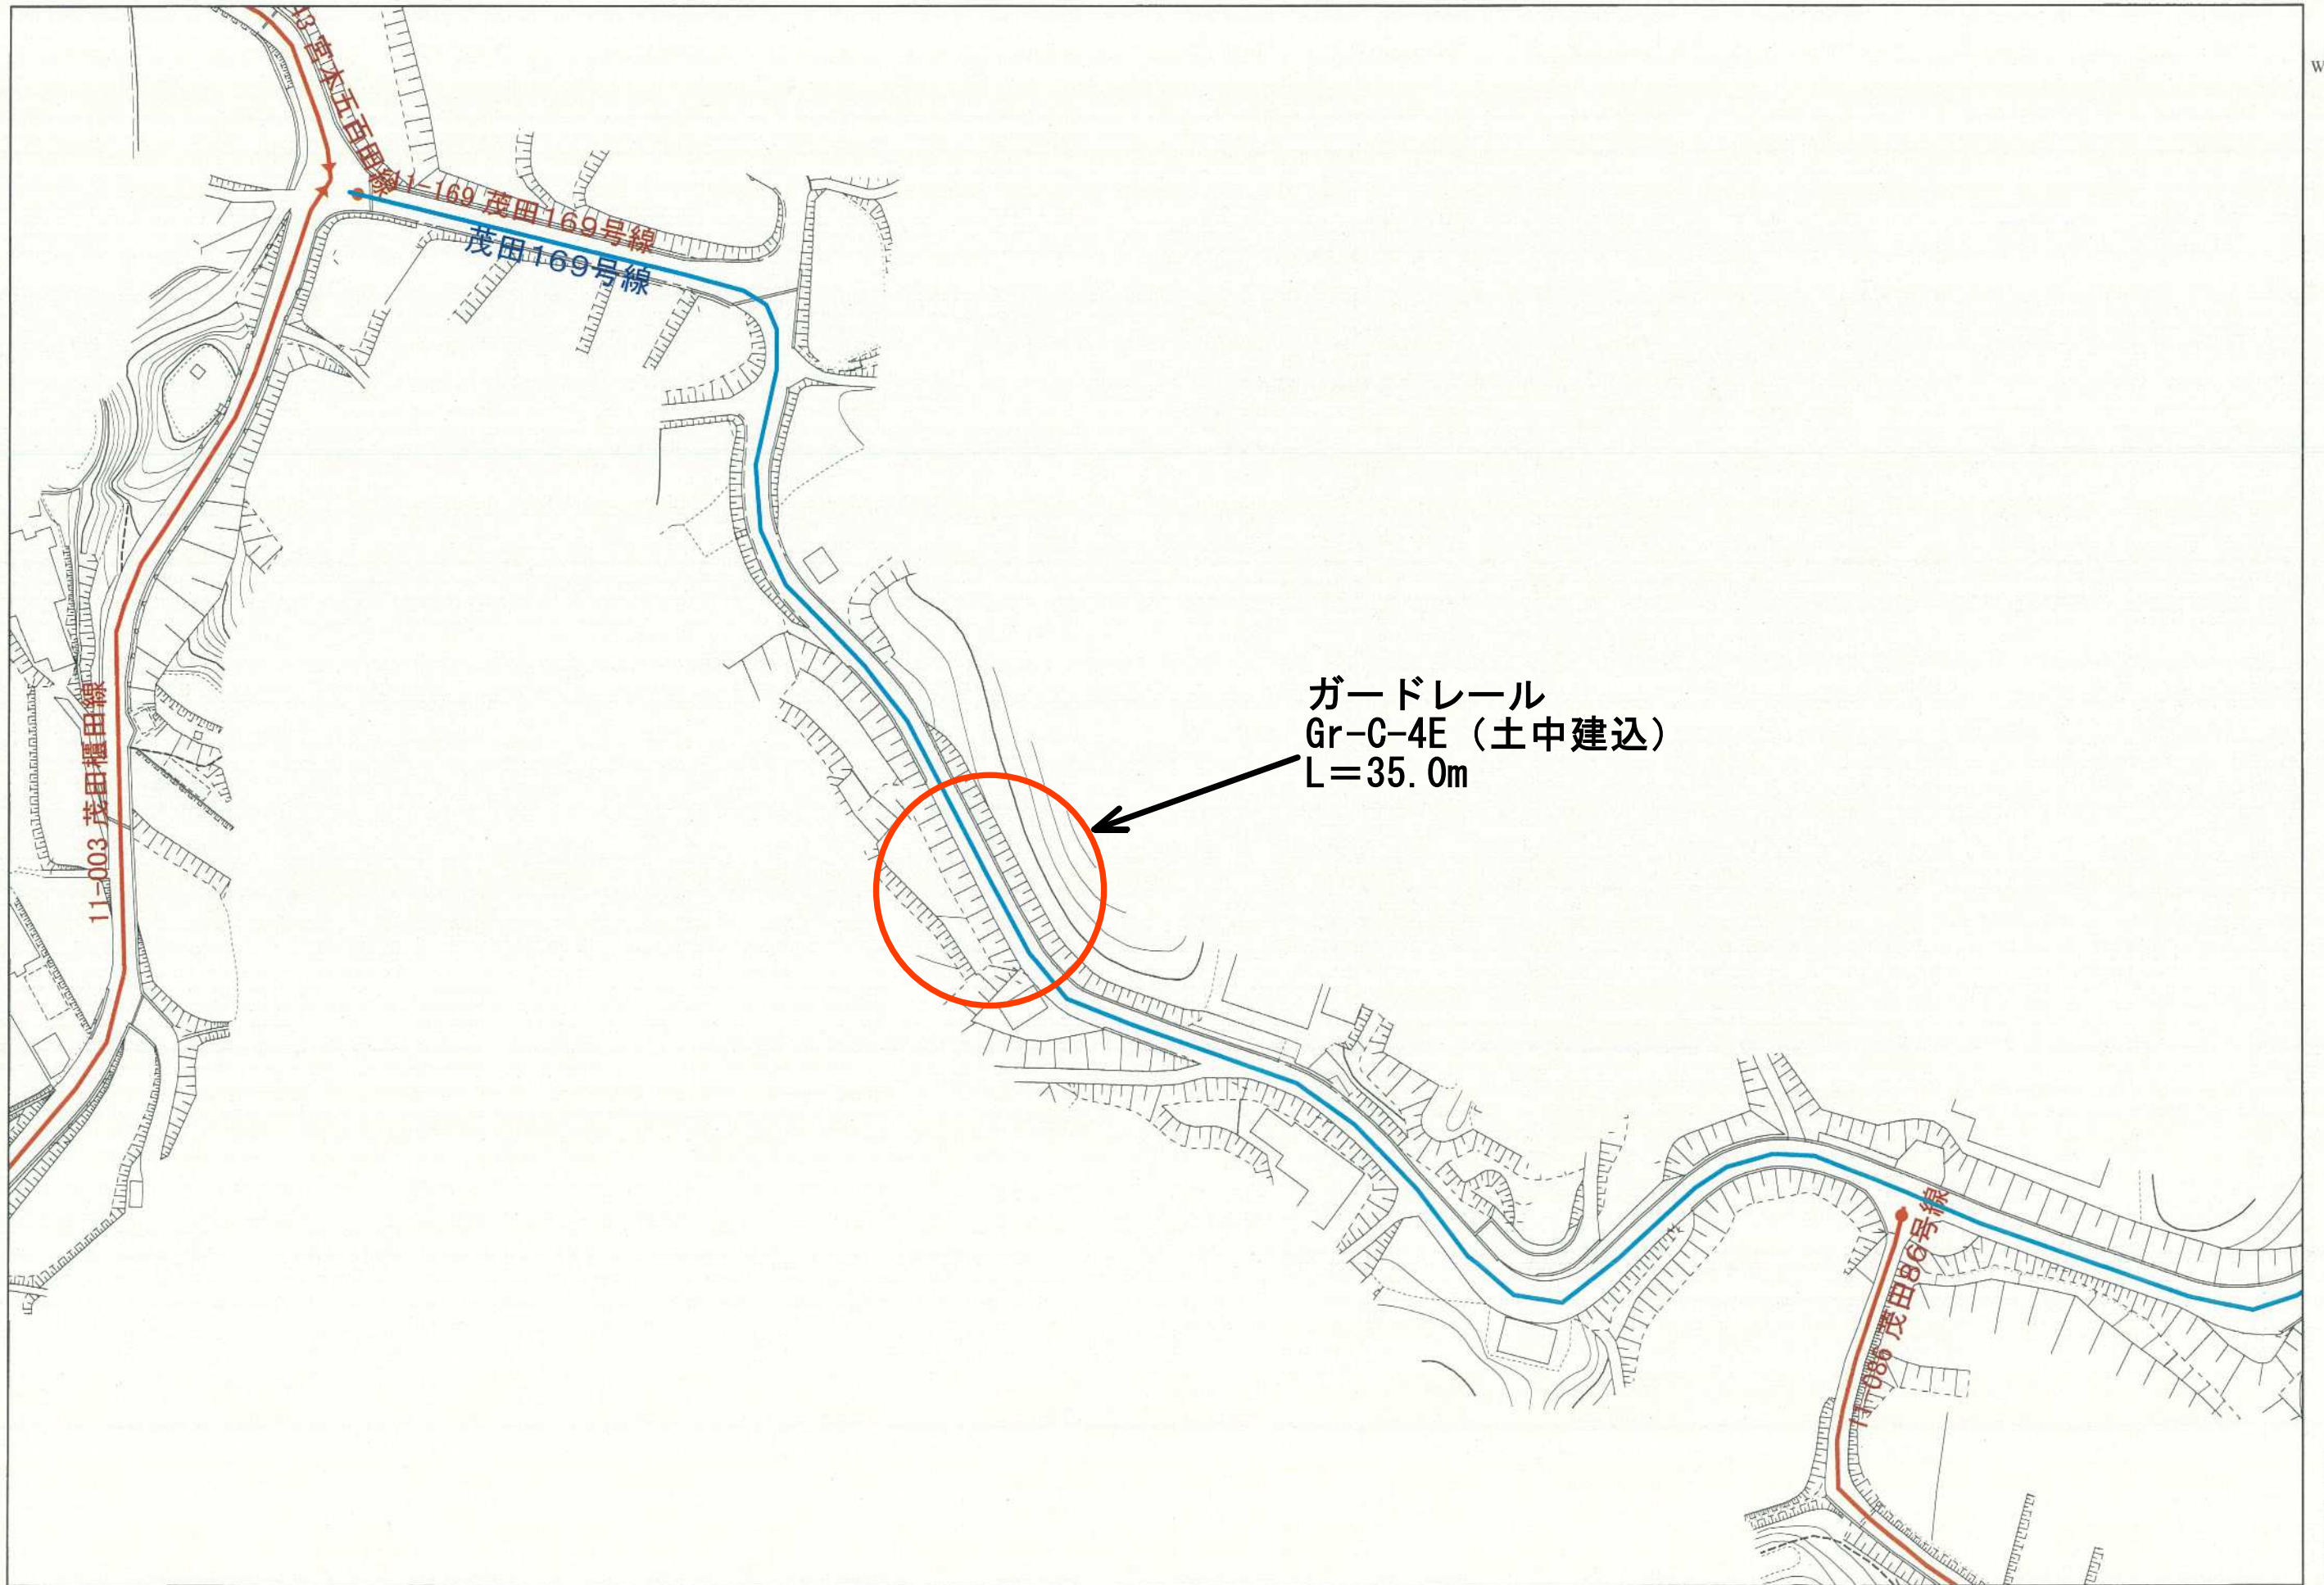 宮本五百田線
11-169 茂田169号線
茂田169号線
ガードレール
Gr-C-4E（土中建込）
L＝35.0m
11-003 茂田櫃田線
11-086 茂田86号線
W